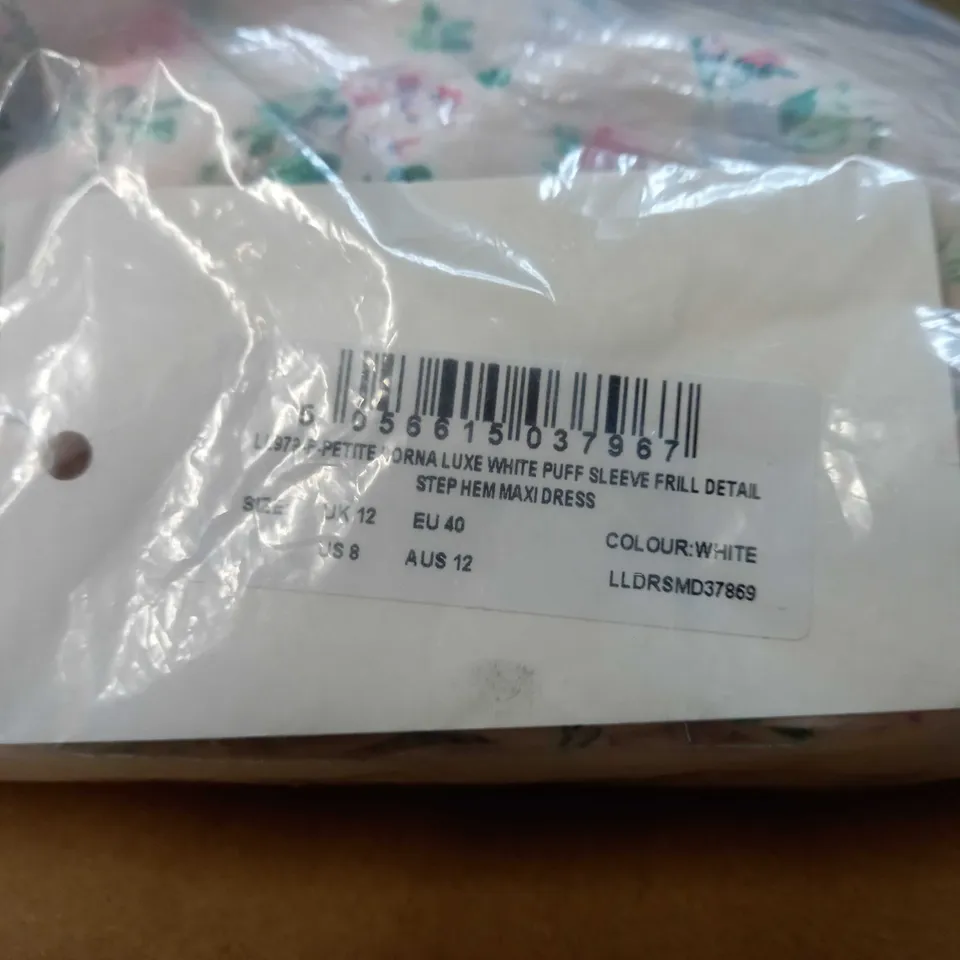 5 056615 037967
PETITE LORNA LUXE WHITE PUFF SLEEVE FRILL DETAIL
STEP HEM MAXI DRESS
SIZE UK 12 EU 40
COLOUR:WHITE
US 8 AUS 12
LLDRSMD37869